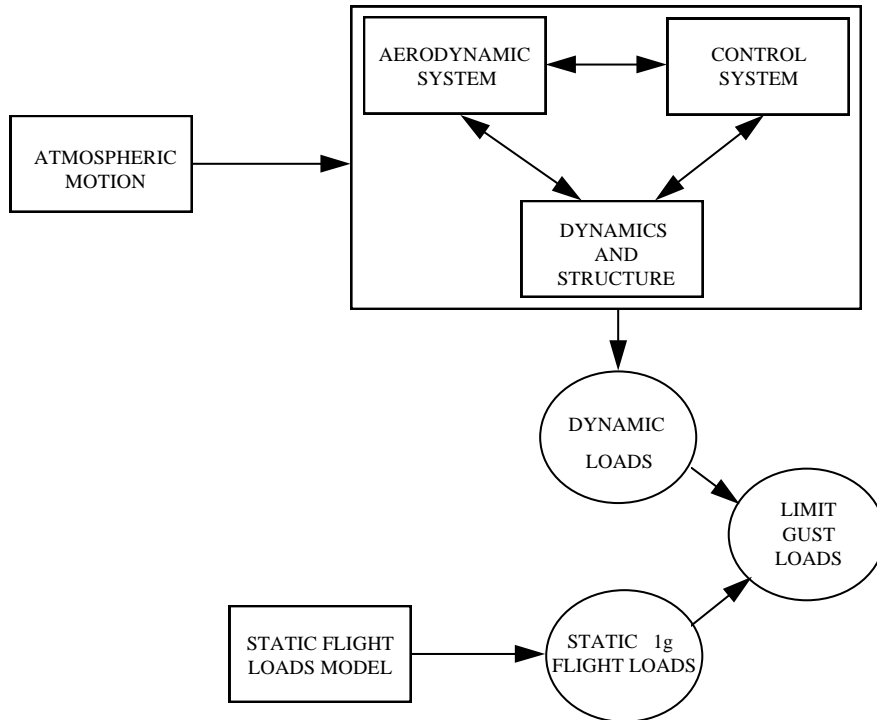 AERODYNAMIC
SYSTEM
CONTROL
SYSTEM
ATMOSPHERIC
MOTION
DYNAMICS
AND
STRUCTURE
DYNAMIC
LOADS
LIMIT
GUST
LOADS
STATIC FLIGHT
LOADS MODEL
STATIC 1g
FLIGHT LOADS